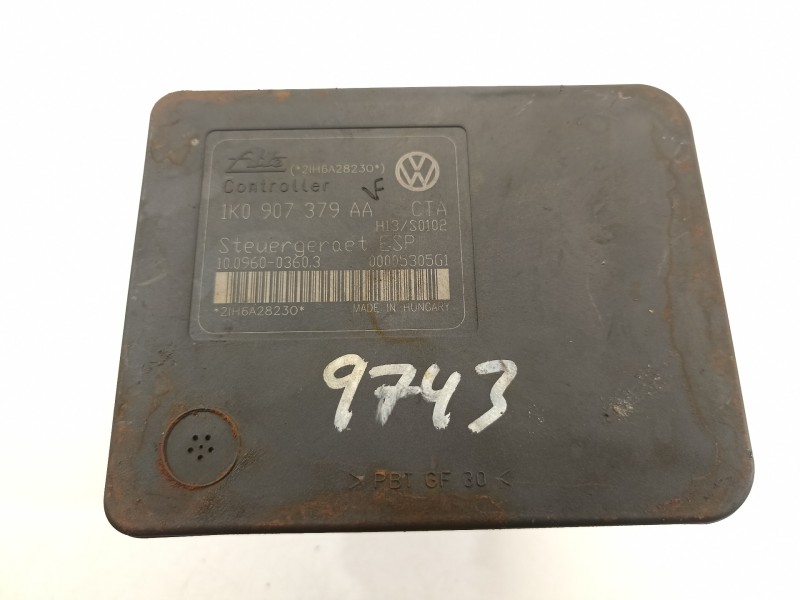 Ate (*2IH6A28230*)
Controller
1K0 907 379 AA CTA
H13/S0102
Steuergeraet ESP
10.0960-0360.3 00005305G1
*2IH6A28230* MADE IN HUNGARY
9743
> PBT GF 30 <